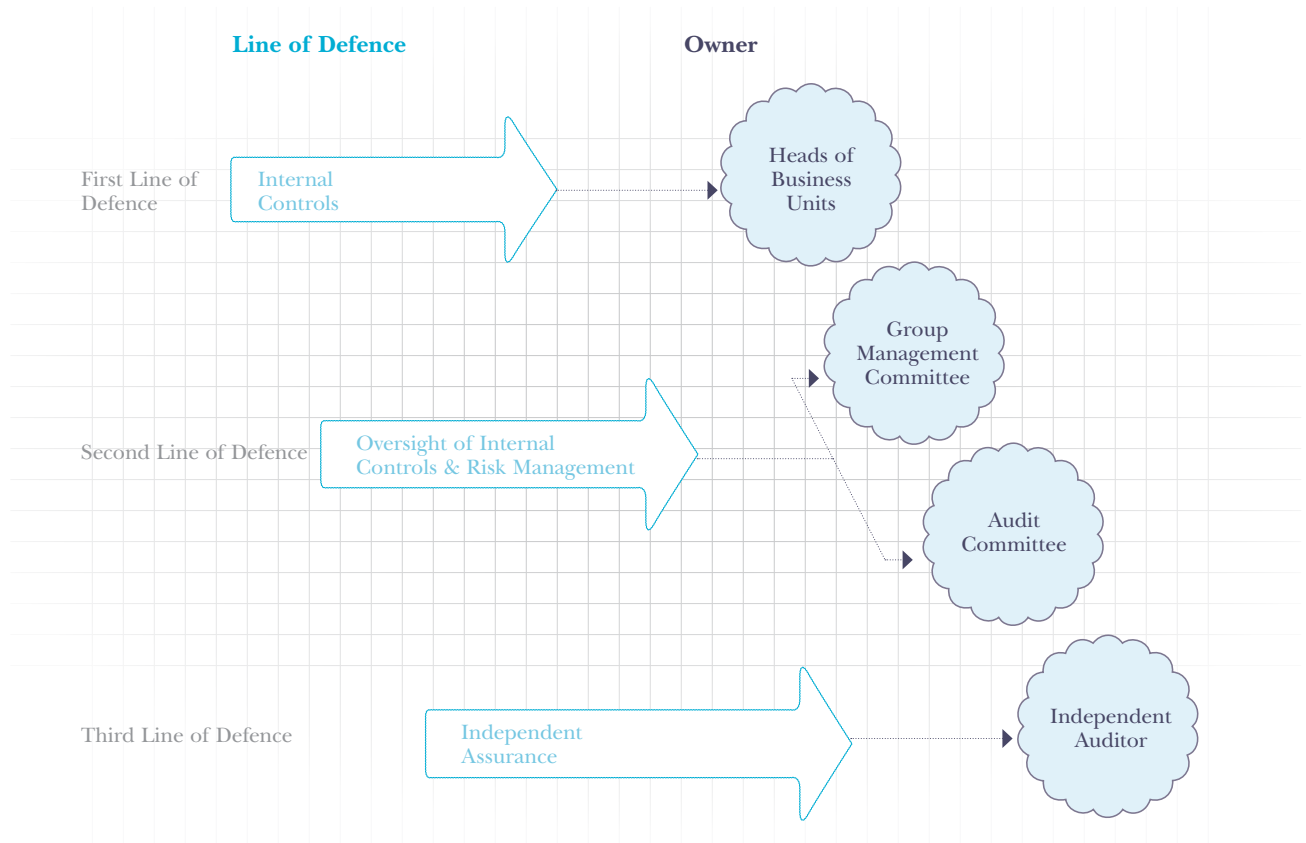 Line of Defence
Owner
First Line of
Defence
Internal
Controls
Heads of
Business
Units
Second Line of Defence
Oversight of Internal
Controls & Risk Management
Group
Management
Committee
Audit
Committee
Third Line of Defence
Independent
Assurance
Independent
Auditor